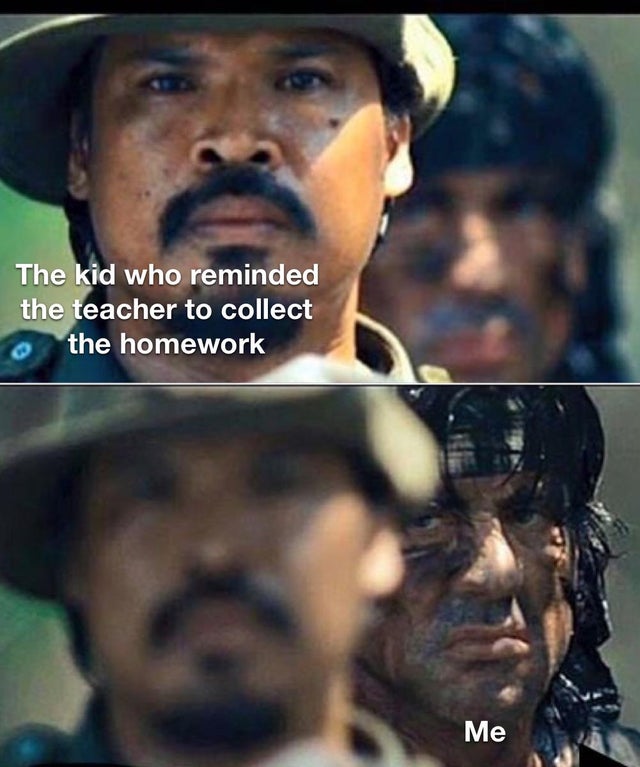 The kid who reminded
the teacher to collect
the homework
Me